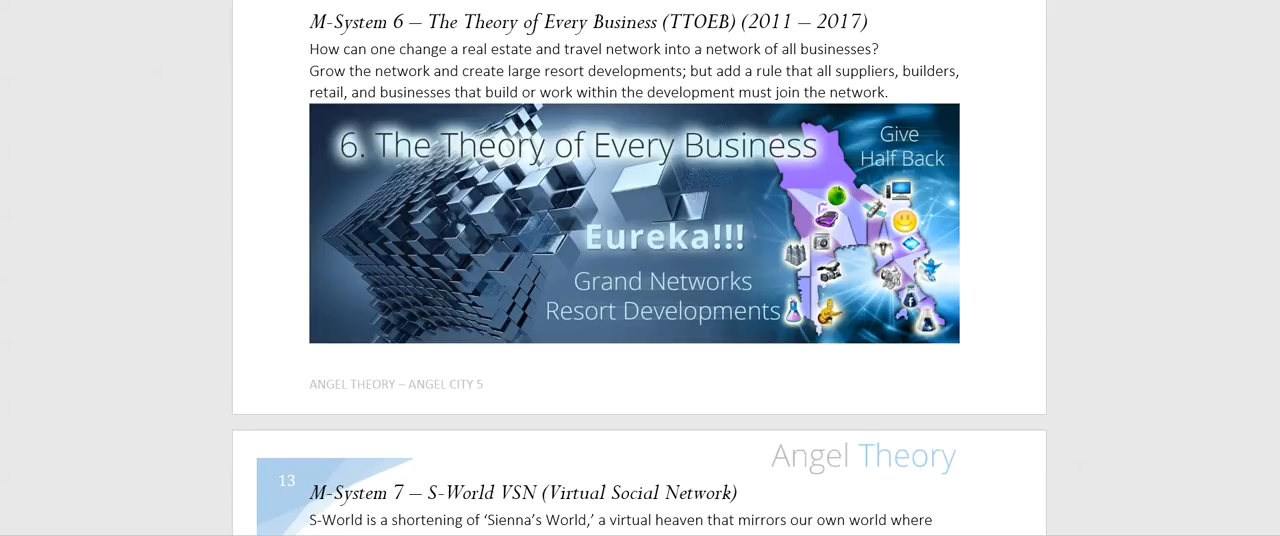 M-System 6 – The Theory of Every Business (TTOEB) (2011 – 2017)
How can one change a real estate and travel network into a network of all businesses?
Grow the network and create large resort developments; but add a rule that all suppliers, builders,
retail, and businesses that build or work within the development must join the network.
6. The Theory of Every Business
Give
Half Back
Eureka!!!
Grand Networks
Resort Developments
ANGEL THEORY – ANGEL CITY 5
Angel Theory
13
M-System 7 – S-World VSN (Virtual Social Network)
S-World is a shortening of ‘Sienna’s World,’ a virtual heaven that mirrors our own world where